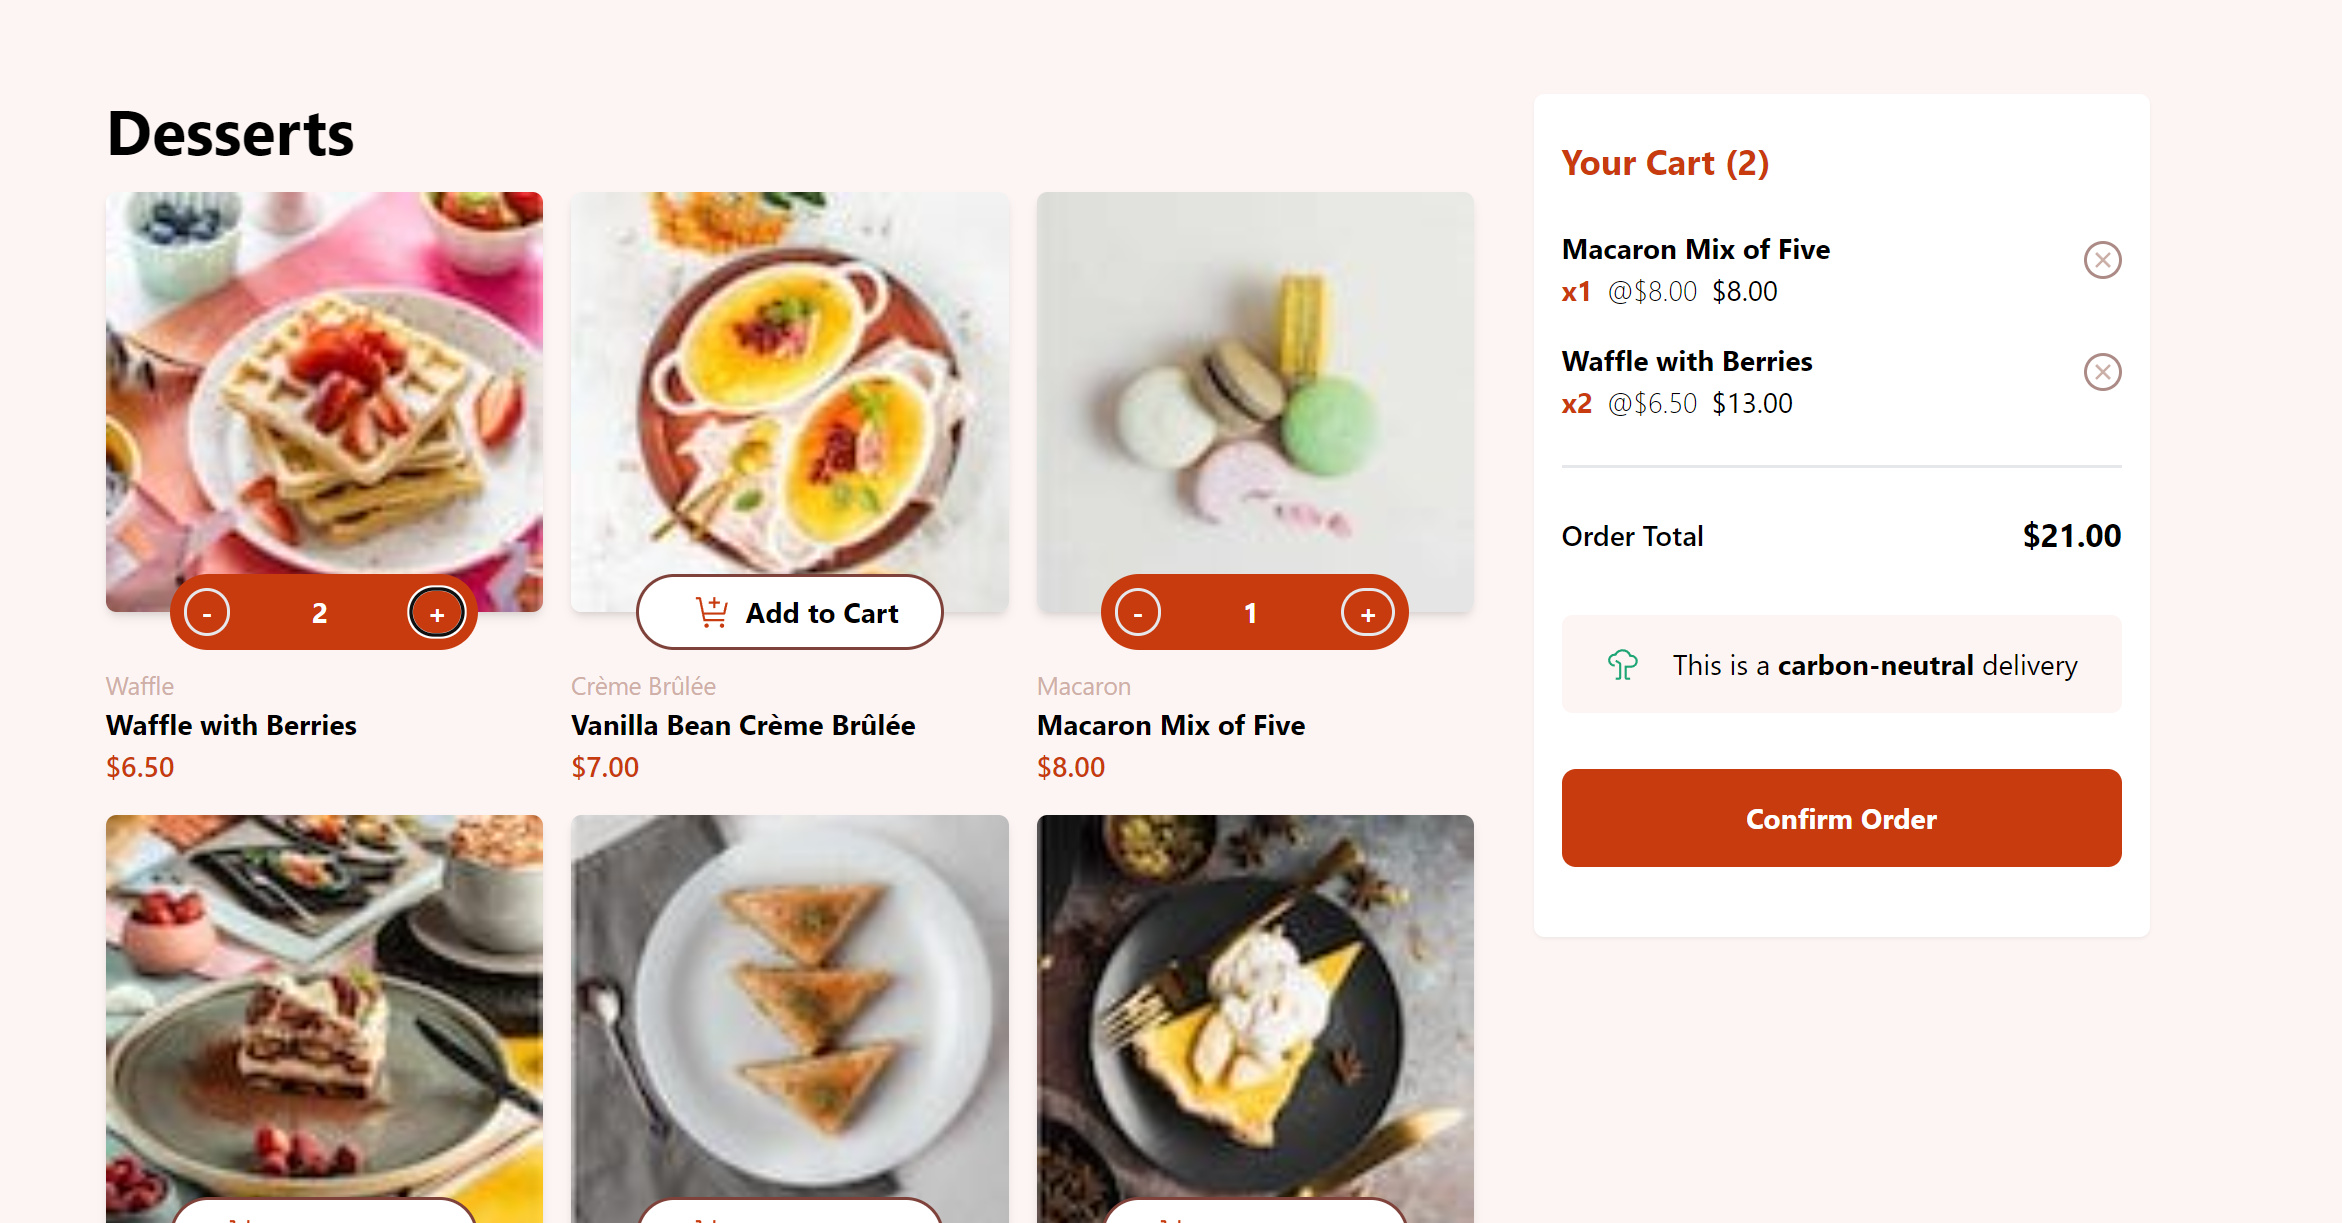 Desserts
- 2 +
Add to Cart
- 1 +
Waffle
Waffle with Berries
$6.50
Crème Brûlée
Vanilla Bean Crème Brûlée
$7.00
Macaron
Macaron Mix of Five
$8.00
Your Cart (2)
Macaron Mix of Five
x1 @$8.00 $8.00
Waffle with Berries
x2 @$6.50 $13.00
Order Total $21.00
This is a carbon-neutral delivery
Confirm Order